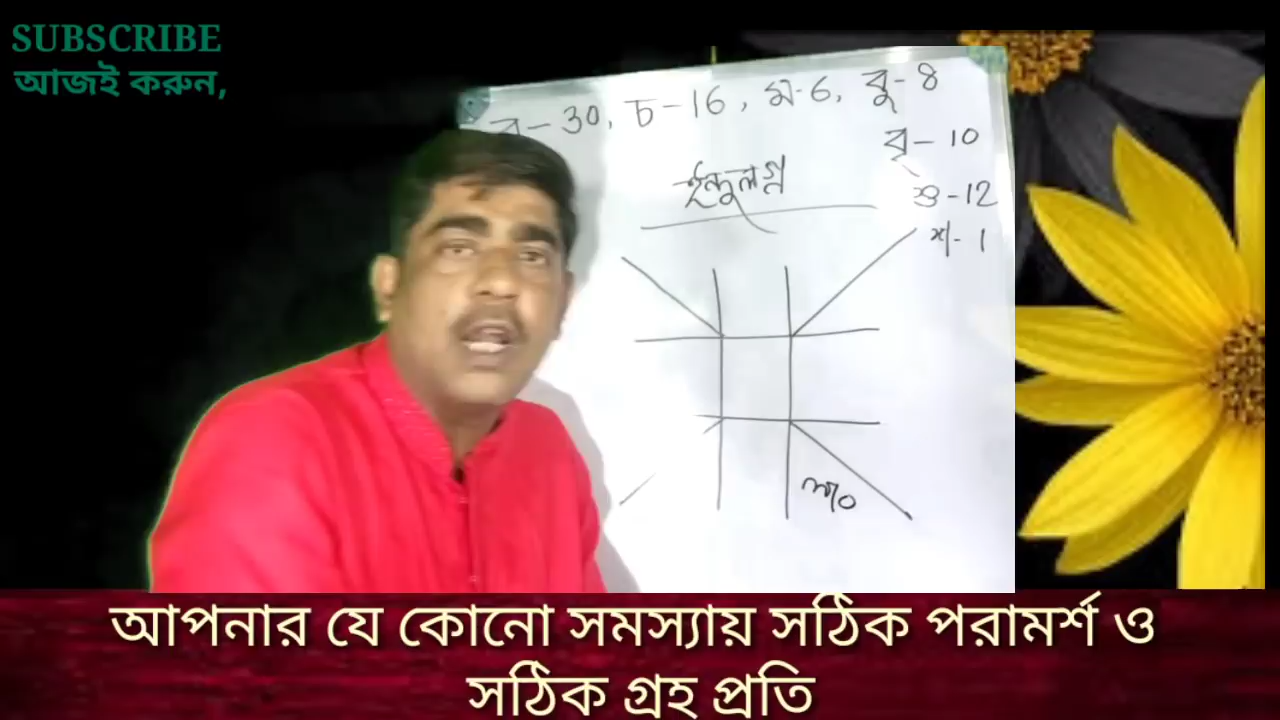 SUBSCRIBE
আজই করুন,
র – 30, চ – 16, ম - 6, বু - 8
বৃ – 10
শু - 12
শ - 1
ইন্দুলগ্ন
আপনার যে কোনো সমস্যায় সঠিক পরামর্শ ও
সঠিক গ্রহ প্রতি